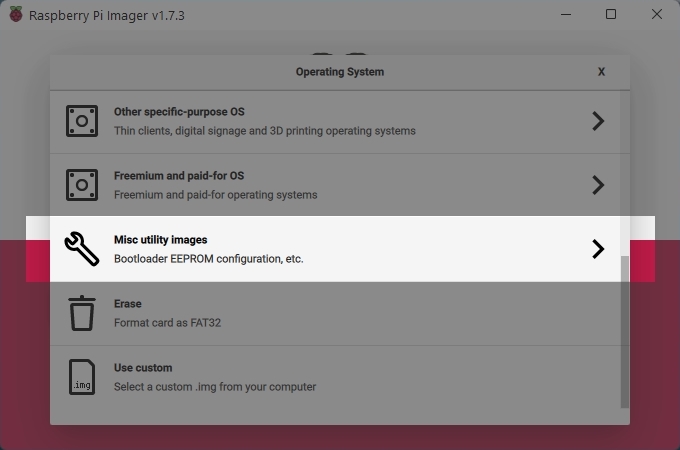 Raspberry Pi Imager v1.7.3
Operating System
X
Other specific-purpose OS
Thin clients, digital signage and 3D printing operating systems
Freemium and paid-for OS
Freemium and paid-for operating systems
Misc utility images
Bootloader EEPROM configuration, etc.
Erase
Format card as FAT32
Use custom
.img
Select a custom .img from your computer